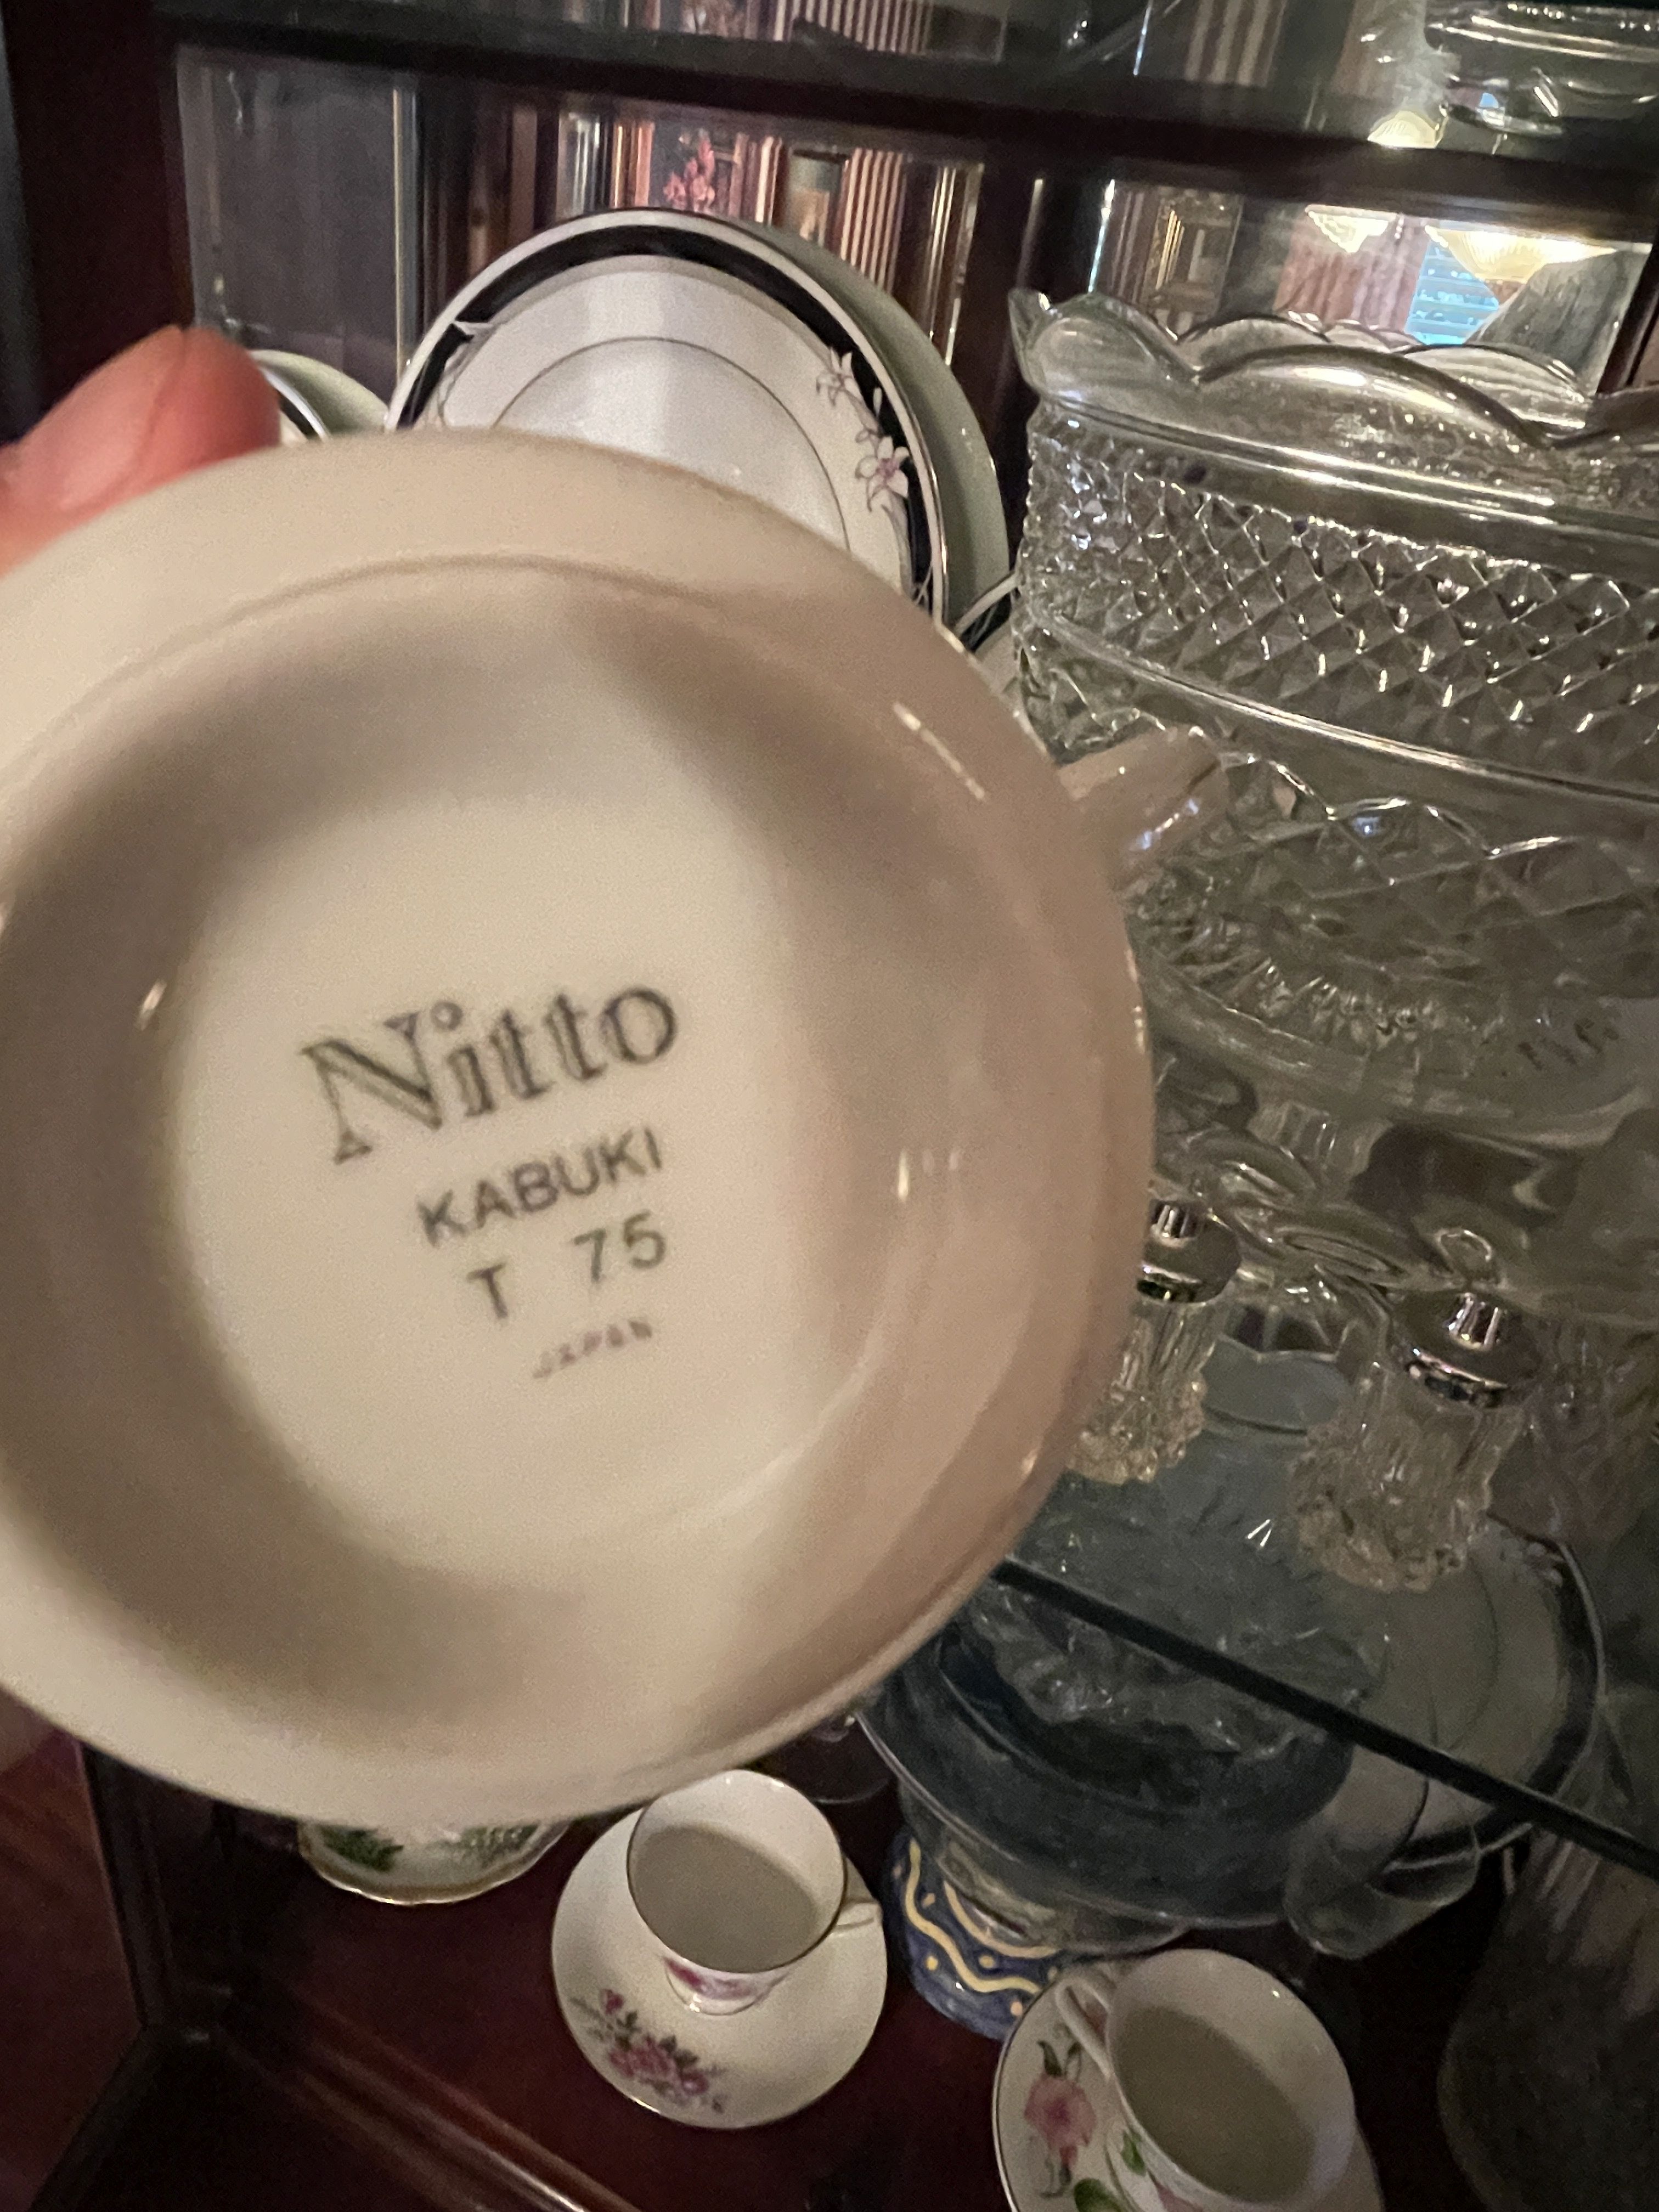 Nitto
KABUKI
T 75
JAPAN